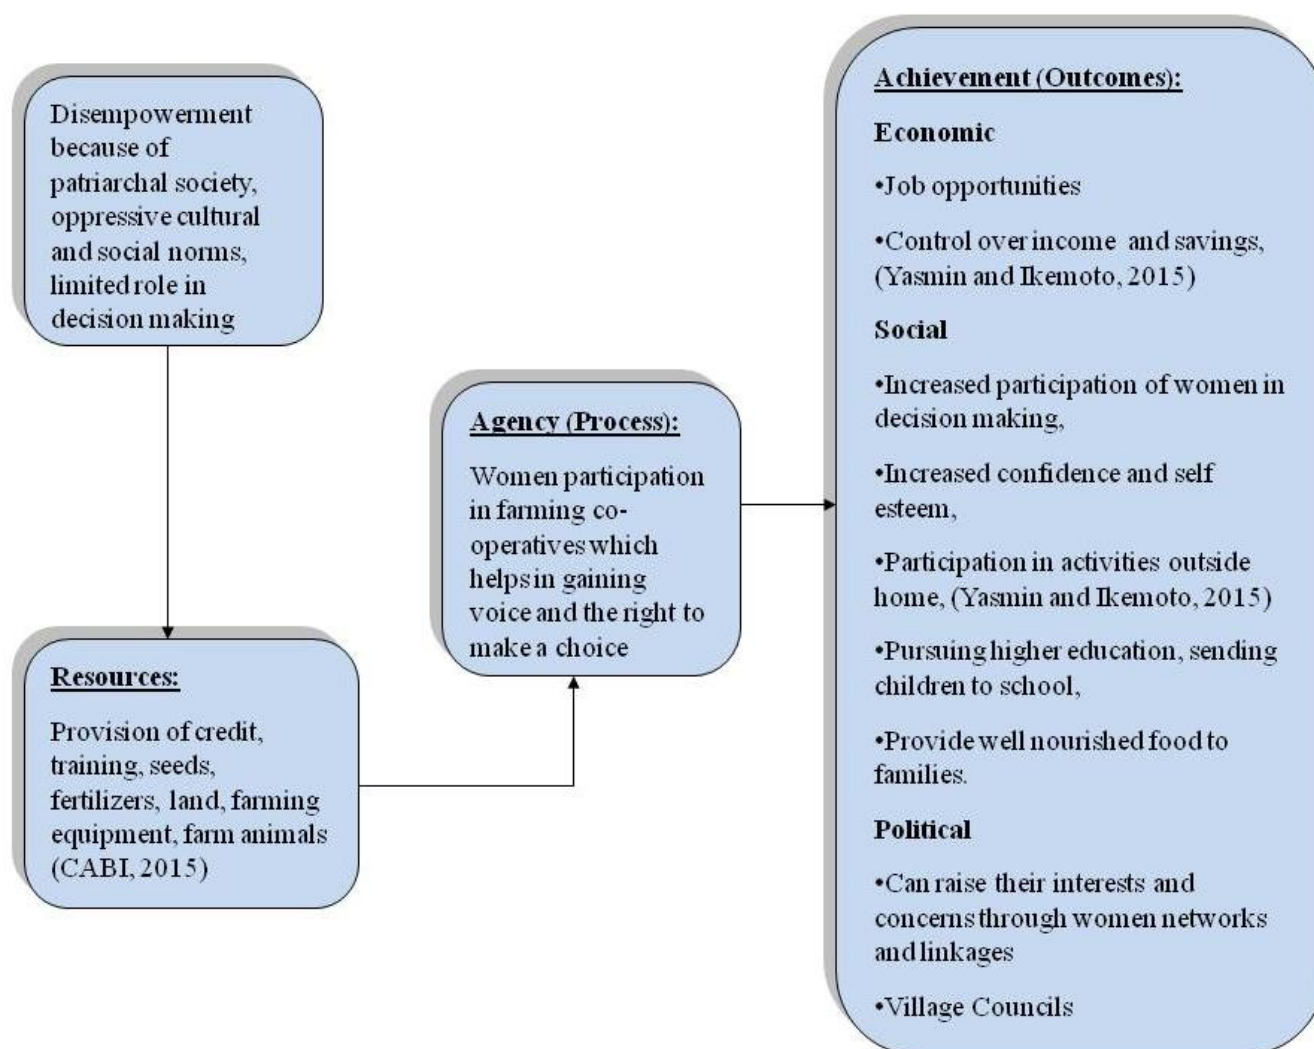 Disempowerment
because of
patriarchal society,
oppressive cultural
and social norms,
limited role in
decision making
Resources:
Provision of credit,
training, seeds,
fertilizers, land, farming
equipment, farm animals
(CABI, 2015)
Agency (Process):
Women participation
in farming co-
operatives which
helps in gaining
voice and the right to
make a choice
Achievement (Outcomes):
Economic
•Job opportunities
•Control over income and savings,
(Yasmin and Ikemoto, 2015)
Social
•Increased participation of women in
decision making,
•Increased confidence and self
esteem,
•Participation in activities outside
home, (Yasmin and Ikemoto, 2015)
•Pursuing higher education, sending
children to school,
•Provide well nourished food to
families.
Political
•Can raise their interests and
concerns through women networks
and linkages
•Village Councils